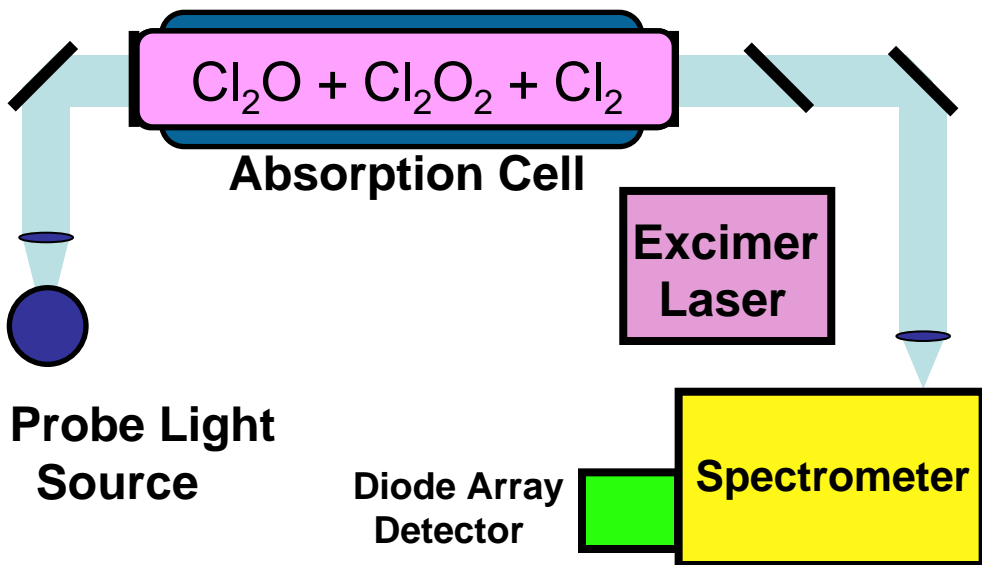 Cl₂O + Cl₂O₂ + Cl₂
Absorption Cell
Excimer
Laser
Probe Light
Source
Diode Array
Detector
Spectrometer